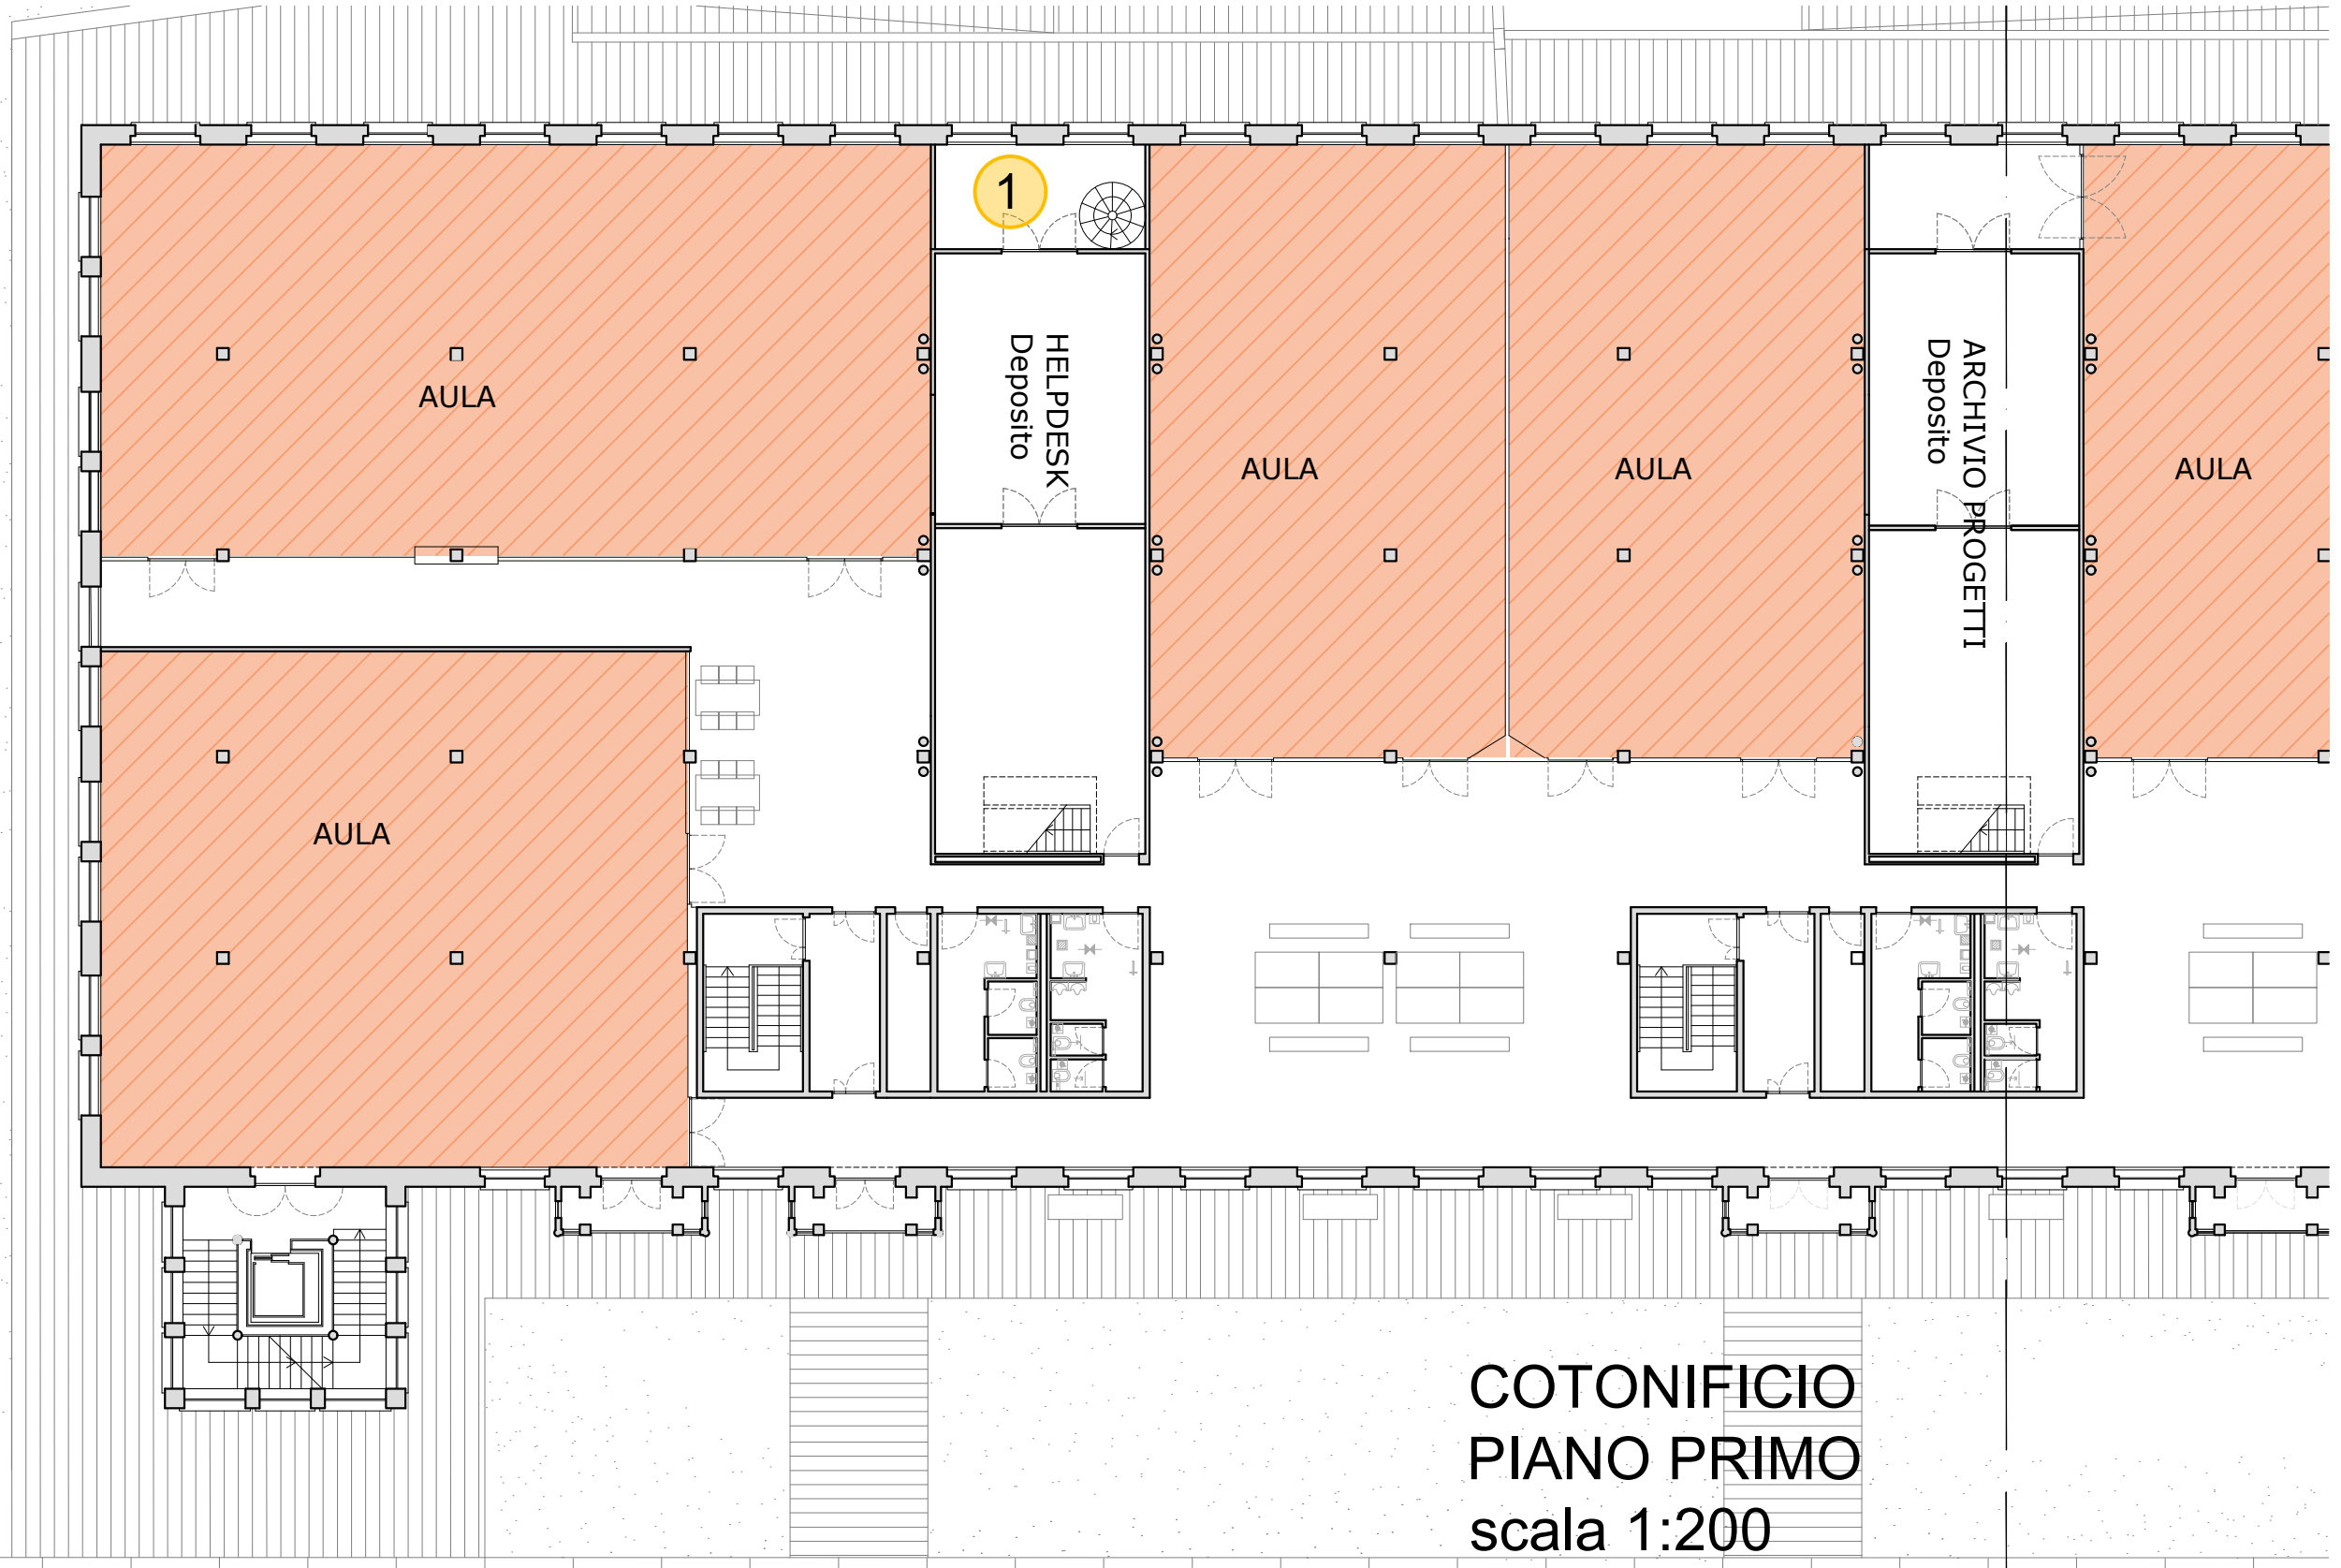 1
HELPDESK
Deposito
ARCHIVIO PROGETTI
Deposito
AULA
AULA
AULA
AULA
AULA
COTONIFICIO
PIANO PRIMO
scala 1:200